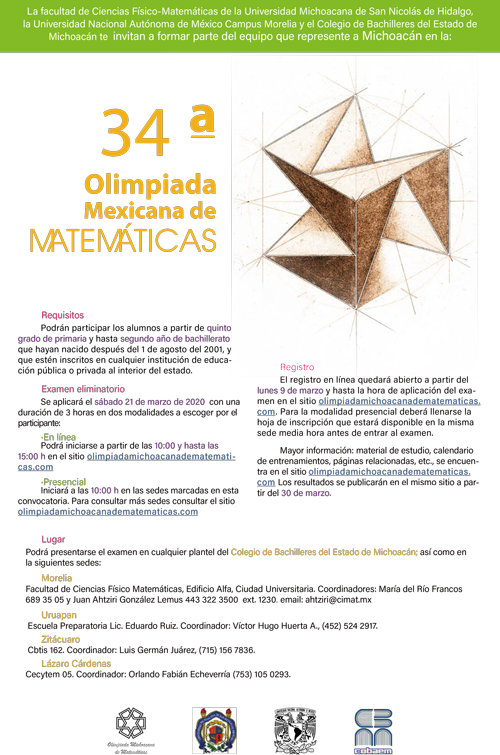 La facultad de Ciencias Físico-Matemáticas de la Universidad Michoacana de San Nicolás de Hidalgo,
la Universidad Nacional Autónoma de México Campus Morelia y el Colegio de Bachilleres del Estado de
Michoacán te invitan a formar parte del equipo que represente a Michoacán en la:
34 ª
Olimpiada
Mexicana de
MATEMÁTICAS
Requisitos
Podrán participar los alumnos a partir de quinto
grado de primaria y hasta segundo año de bachillerato
que hayan nacido después del 1 de agosto del 2001, y
que estén inscritos en cualquier institución de educa-
ción pública o privada al interior del estado.
Examen eliminatorio
Se aplicará el sábado 21 de marzo de 2020 con una
duración de 3 horas en dos modalidades a escoger por el
participante:
-En línea
Podrá iniciarse a partir de las 10:00 y hasta las
15:00 h en el sitio olimpiadamichoacanadematemati-
cas.com
-Presencial
Iniciará a las 10:00 h en las sedes marcadas en esta
convocatoria. Para consultar más sedes consultar el sitio
olimpiadamichoacanadematematicas.com
Registro
El registro en línea quedará abierto a partir del
lunes 9 de marzo y hasta la hora de aplicación del exa-
men en el sitio olimpiadamichoacanadematematicas.
com. Para la modalidad presencial deberá llenarse la
hoja de inscripción que estará disponible en la misma
sede media hora antes de entrar al examen.
Mayor información: material de estudio, calendario
de entrenamientos, páginas relacionadas, etc., se encuen-
tra en el sitio olimpiadamichoacanadematematicas.
com Los resultados se publicarán en el mismo sitio a par-
tir del 30 de marzo.
Lugar
Podrá presentarse el examen en cualquier plantel del Colegio de Bachilleres del Estado de Michoacán; así como en
la siguientes sedes:
Morelia
Facultad de Ciencias Físico Matemáticas, Edificio Alfa, Ciudad Universitaria. Coordinadores: María del Río Francos
689 35 05 y Juan Ahtziri González Lemus 443 322 3500 ext. 1230. email: ahtziri@cimat.mx
Uruapan
Escuela Preparatoria Lic. Eduardo Ruiz. Coordinador: Víctor Hugo Huerta A., (452) 524 2917.
Zitácuaro
Cbtis 162. Coordinador: Luis Germán Juárez, (715) 156 7836.
Lázaro Cárdenas
Cecytem 05. Coordinador: Orlando Fabián Echeverría (753) 105 0293.
Olimpiada Michoacana
de Matemáticas
cobaem